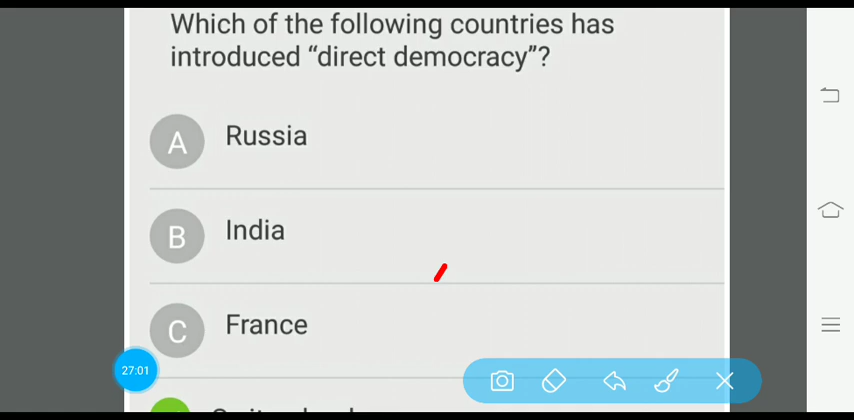 Which of the following countries has
introduced “direct democracy”?
A Russia
B India
C France
27:01